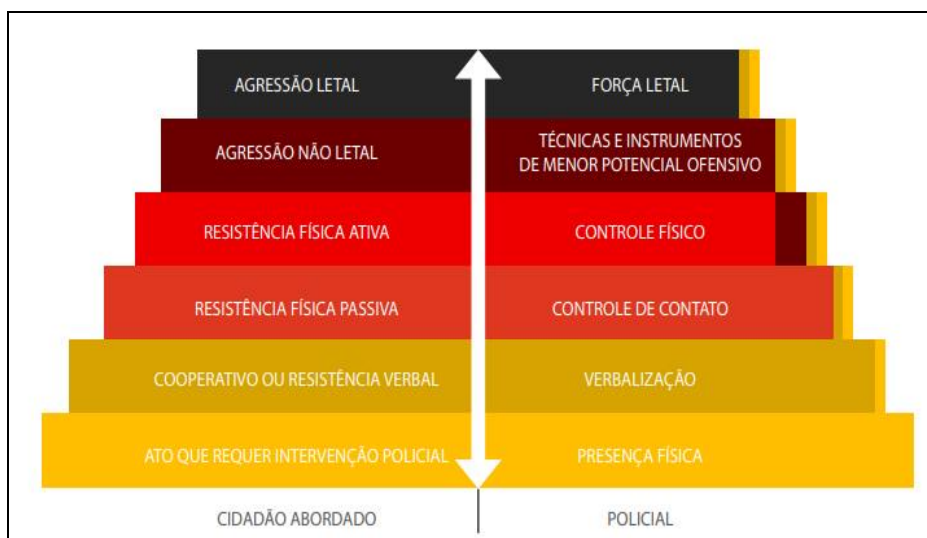 AGRESSÃO LETAL
FORÇA LETAL
AGRESSÃO NÃO LETAL
TÉCNICAS E INSTRUMENTOS
DE MENOR POTENCIAL OFENSIVO
RESISTÊNCIA FÍSICA ATIVA
CONTROLE FÍSICO
RESISTÊNCIA FÍSICA PASSIVA
CONTROLE DE CONTATO
COOPERATIVO OU RESISTÊNCIA VERBAL
VERBALIZAÇÃO
ATO QUE REQUER INTERVENÇÃO POLICIAL
PRESENÇA FÍSICA
CIDADÃO ABORDADO
POLICIAL